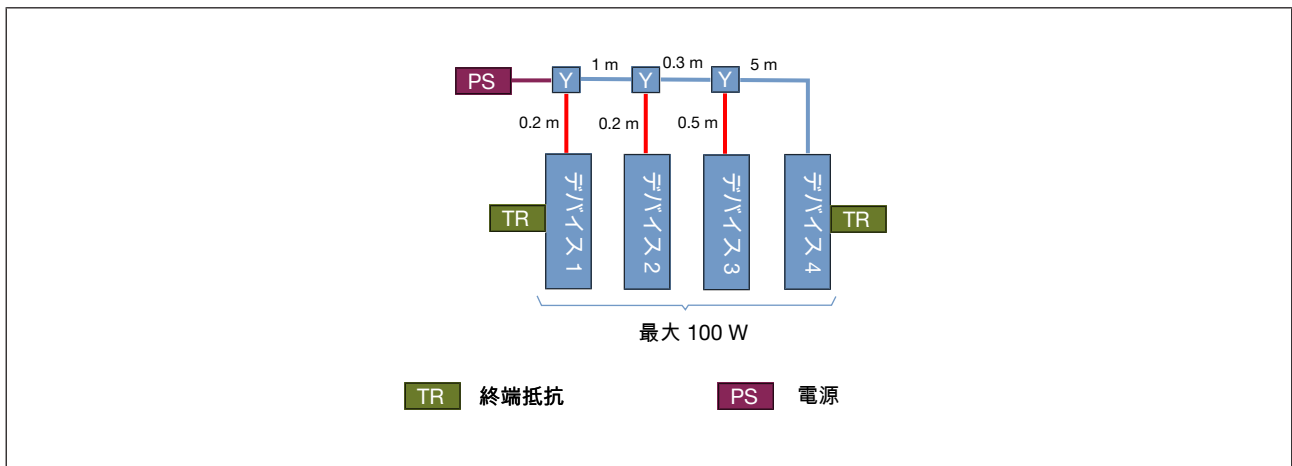 1 m
0.3 m
5 m
PS
Y
Y
Y
0.2 m
0.2 m
0.5 m
TR
デバイス 1
デバイス 2
デバイス 3
デバイス 4
TR
最大 100 W
TR
終端抵抗
PS
電源